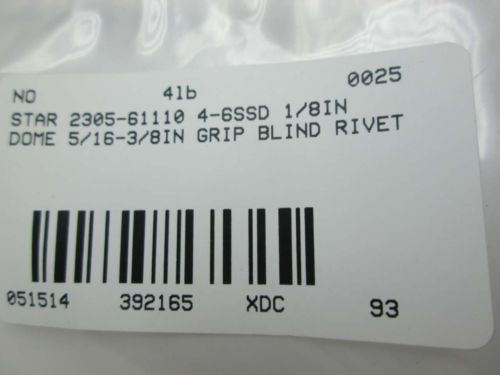 NO 4lb 0025
STAR 2305-61110 4-6SSD 1/8IN
DOME 5/16-3/8IN GRIP BLIND RIVET
051514 392165 XDC 93